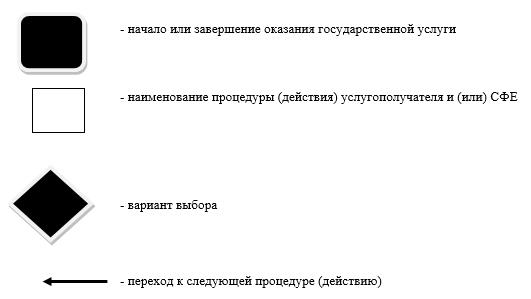 - начало или завершение оказания государственной услуги
- наименование процедуры (действия) услугополучателя и (или) СФЕ
- вариант выбора
- переход к следующей процедуре (действию)